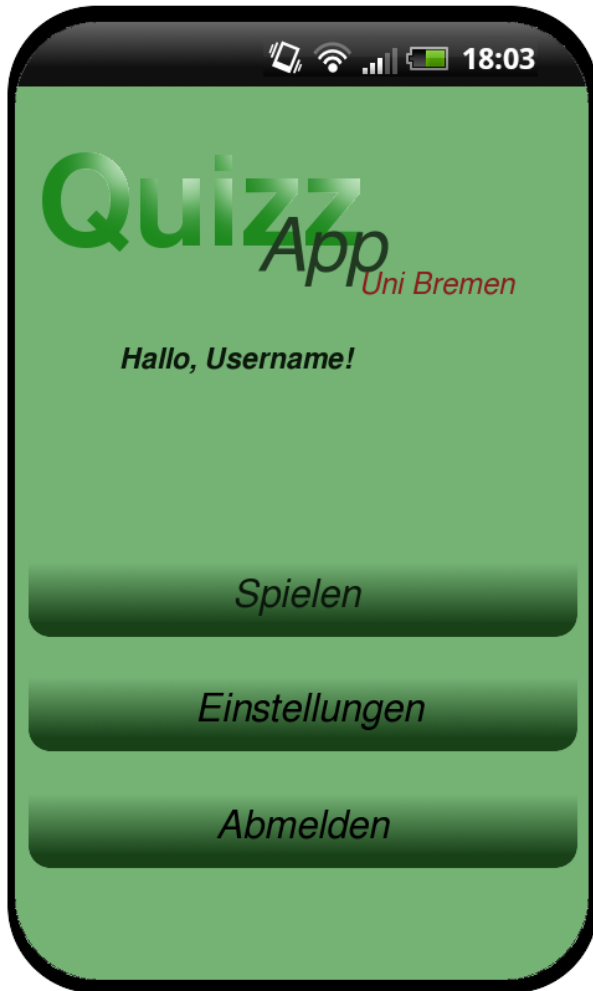 18:03
Quizz
App
Uni Bremen
Hallo, Username!
Spielen
Einstellungen
Abmelden